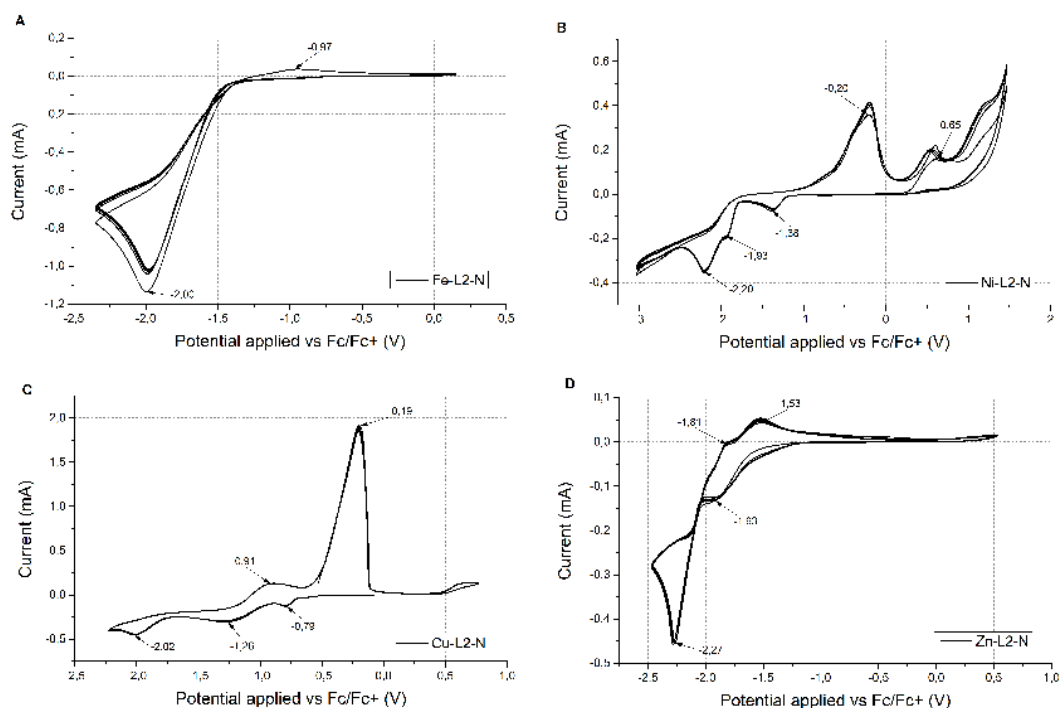 A
0,2
0,0
-0,2
-0,4
-0,6
-0,8
-1,0
-1,2
Current (mA)
-0,97
-2,00
Fe-L2-N
-2,5 -2,0 -1,5 -1,0 -0,5 0,0 0,5
Potential applied vs Fc/Fc+ (V)
B
0,6
0,4
0,2
0,0
-0,2
-0,4
Current (mA)
-0,20
0,65
-1,38
-1,93
-2,20
Ni-L2-N
3 2 1 0 1 2
Potential applied vs Fc/Fc+ (V)
C
2,0
1,5
1,0
0,5
0,0
-0,5
Current (mA)
0,19
0,91
-0,79
-1,26
-2,02
Cu-L2-N
2,5 2,0 1,5 1,0 0,5 0,0 0,5 1,0
Potential applied vs Fc/Fc+ (V)
D
0,1
0,0
-0,1
-0,2
-0,3
-0,4
-0,5
Current (mA)
1,53
-1,81
-1,93
-2,27
Zn-L2-N
-2,5 -2,0 -1,5 -1,0 -0,5 0,0 0,5 1,0
Potential applied vs Fc/Fc+ (V)